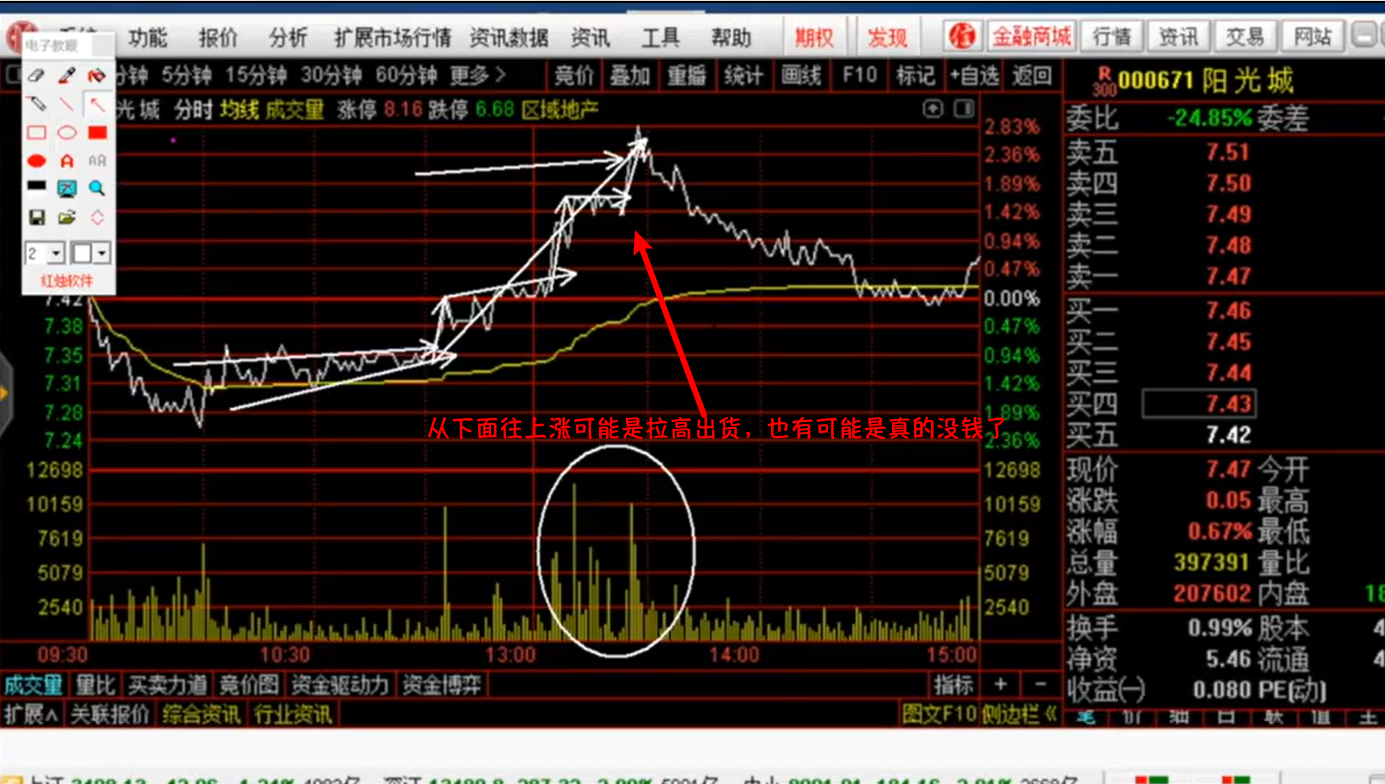 电子教鞭
功能 报价 分析 扩展市场行情 资讯数据 资讯 工具 帮助 期权 发现 金融商城 行情 资讯 交易 网站
分钟 5分钟 15分钟 30分钟 60分钟 更多> 竞价 叠加 重播 统计 画线 F10 标记 +自选 返回
光城 分时 均线 成交量 涨停 8.16 跌停 6.68 区域地产
2
红烛软件
7.42
7.38
7.35
7.31
7.28
7.24
12698
10159
7619
5079
2540
2.83%
2.36%
1.89%
1.42%
0.94%
0.47%
0.00%
0.47%
0.94%
1.42%
1.89%
2.36%
12698
10159
7619
5079
2540
从下面往上涨可能是拉高出货，也有可能是真的没钱了
09:30 10:30 13:00 14:00 15:00
成交量 量比 买卖力道 竞价图 资金驱动力 资金博弈 指标 + -
扩展∧ 关联报价 综合资讯 行业资讯 图文F10 侧边栏《
R
300
000671 阳光城
委比 -24.85% 委差
卖五 7.51
卖四 7.50
卖三 7.49
卖二 7.48
卖一 7.47
买一 7.46
买二 7.45
买三 7.44
买四 7.43
买五 7.42
现价 7.47 今开
涨跌 0.05 最高
涨幅 0.67% 最低
总量 397391 量比
外盘 207602 内盘 18
换手 0.99% 股本 4
净资 5.46 流通 4
收益(一) 0.080 PE(动)
笔 价 细 日 联 值 主